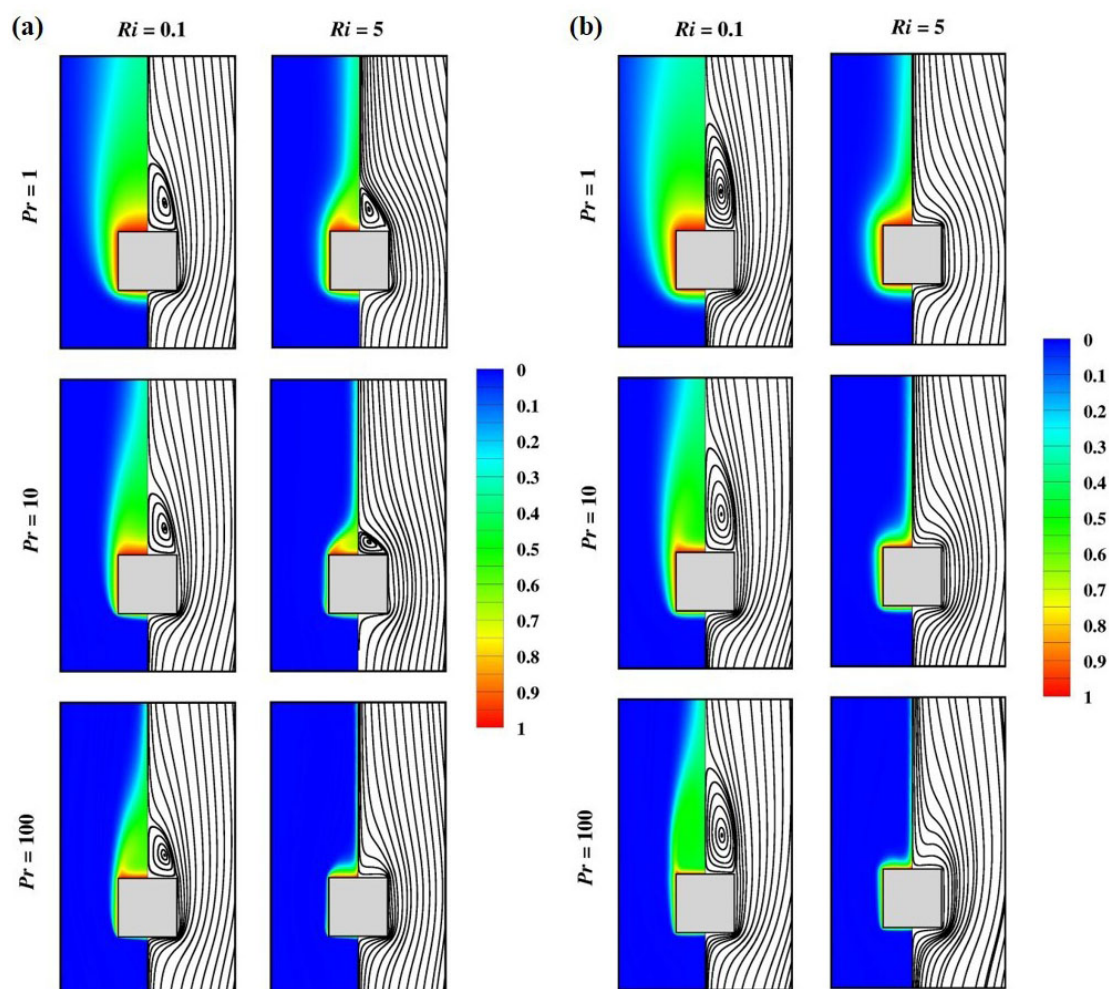 (a)
Ri = 0.1
Ri = 5
Pr = 1
Pr = 10
Pr = 100
0
0.1
0.2
0.3
0.4
0.5
0.6
0.7
0.8
0.9
1
(b)
Ri = 0.1
Ri = 5
Pr = 1
Pr = 10
Pr = 100
0
0.1
0.2
0.3
0.4
0.5
0.6
0.7
0.8
0.9
1